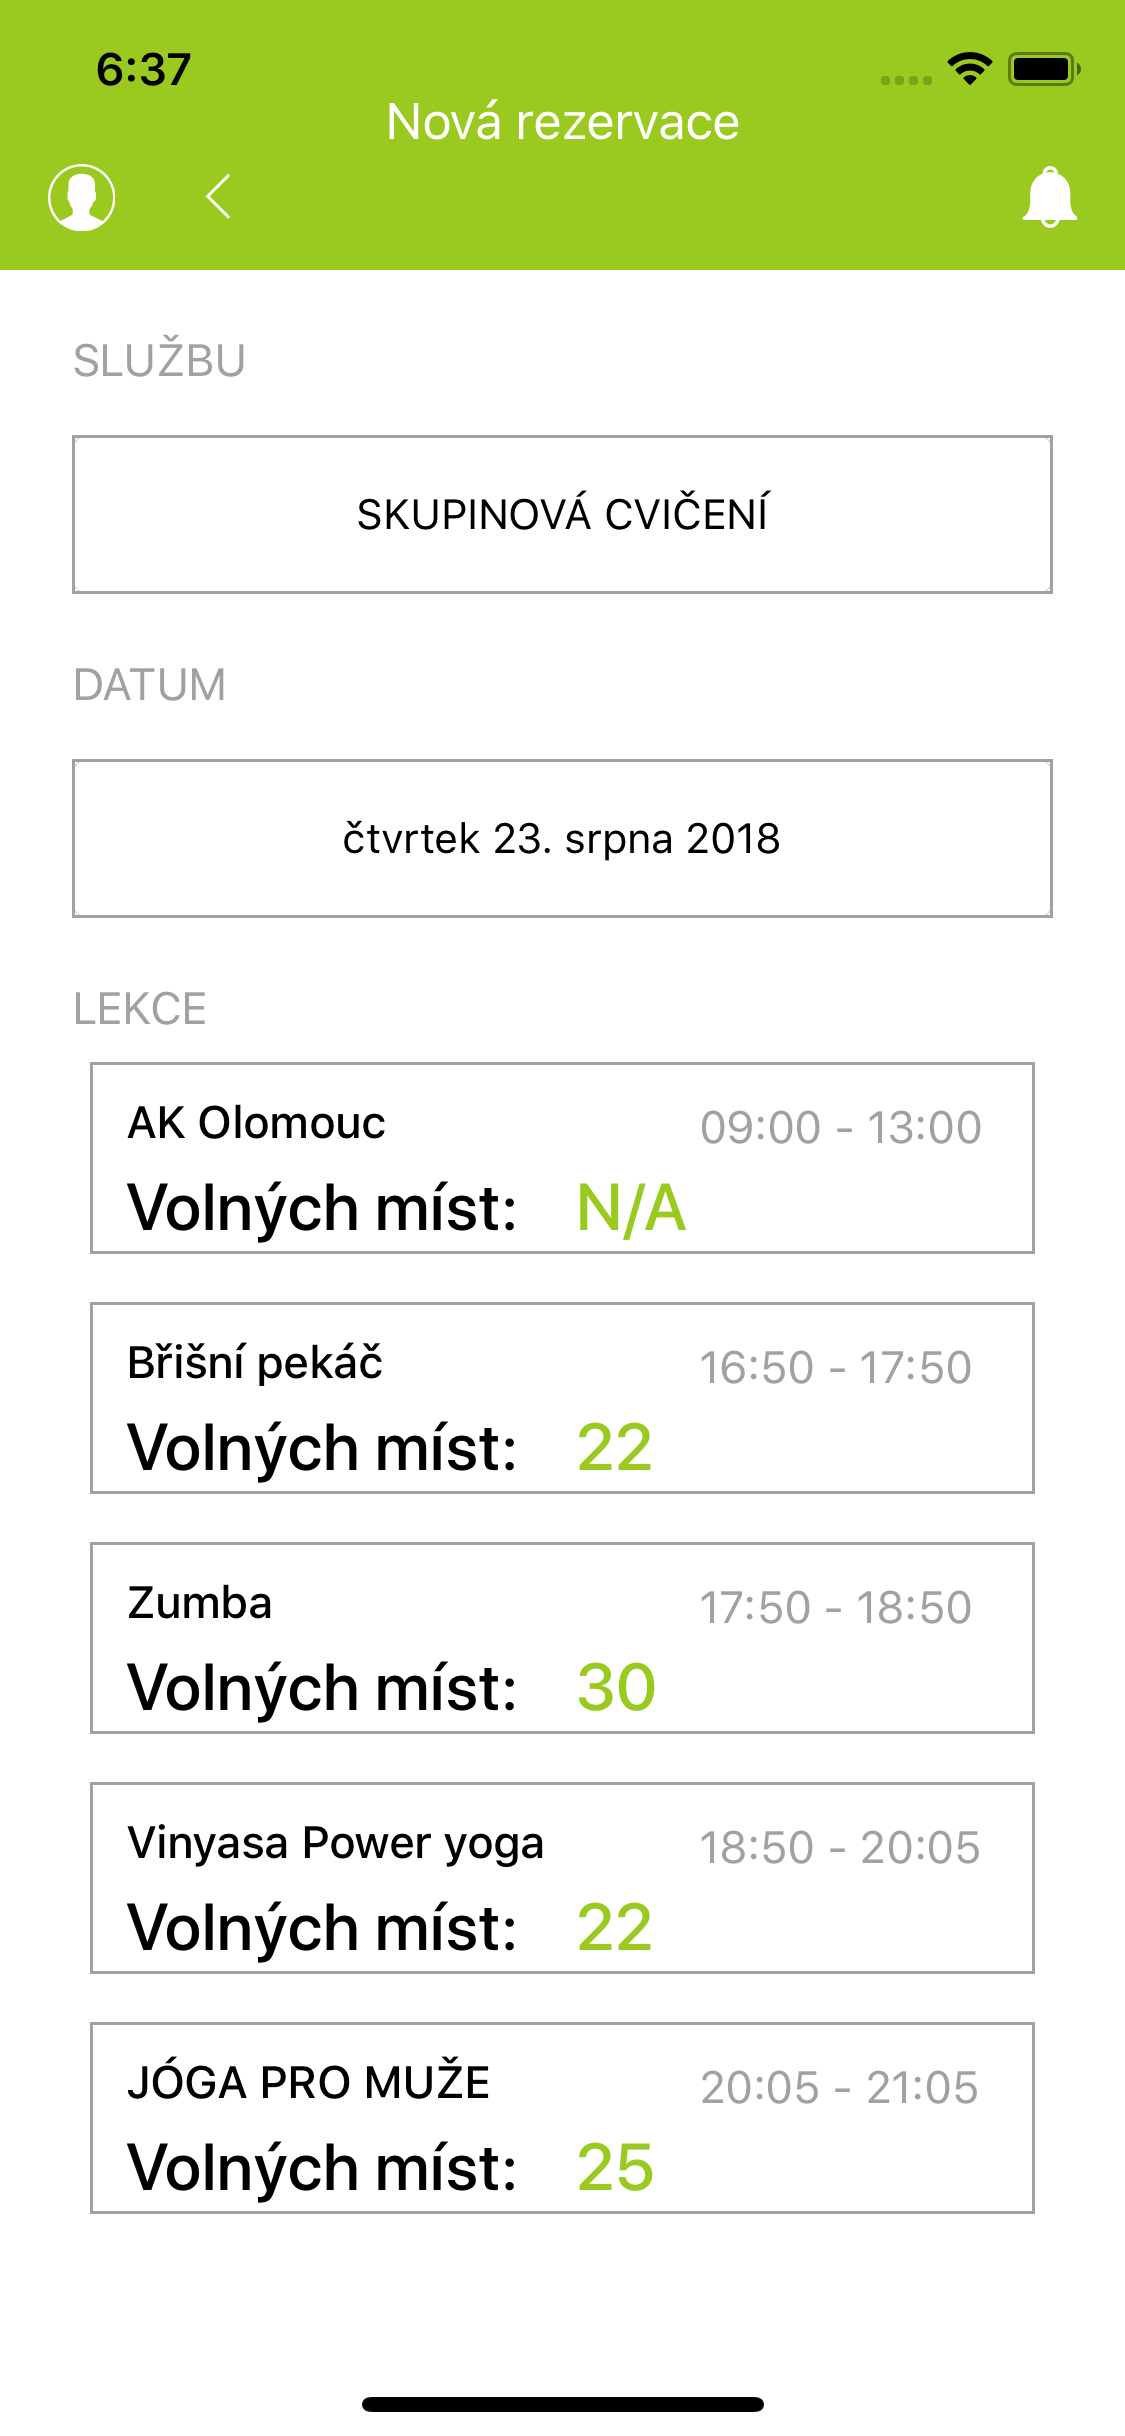 6:37
Nová rezervace
SLUŽBU
SKUPINOVÁ CVIČENÍ
DATUM
čtvrtek 23. srpna 2018
LEKCE
AK Olomouc 09:00 - 13:00
Volných míst: N/A
Břišní pekáč 16:50 - 17:50
Volných míst: 22
Zumba 17:50 - 18:50
Volných míst: 30
Vinyasa Power yoga 18:50 - 20:05
Volných míst: 22
JÓGA PRO MUŽE 20:05 - 21:05
Volných míst: 25